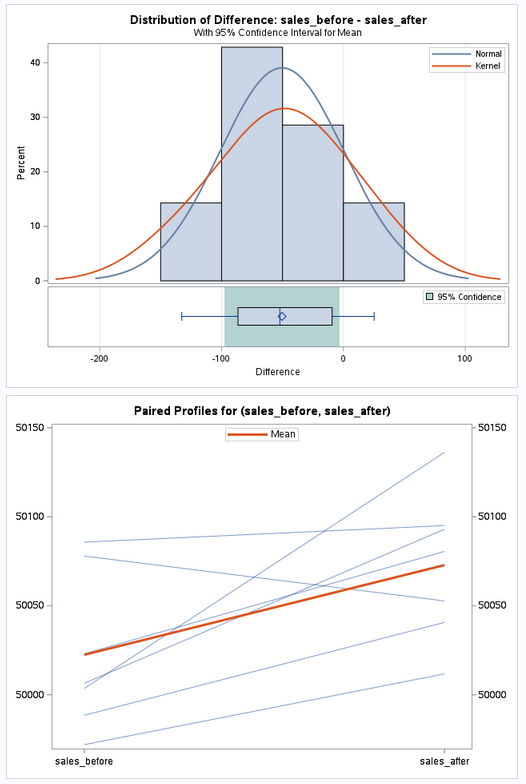 Distribution of Difference: sales_before - sales_after
With 95% Confidence Interval for Mean
Normal
Kernel
40
30
20
10
0
Percent
95% Confidence
-200 -100 0 100
Difference
Paired Profiles for (sales_before, sales_after)
Mean
50150 50150
50100 50100
50050 50050
50000 50000
sales_before sales_after